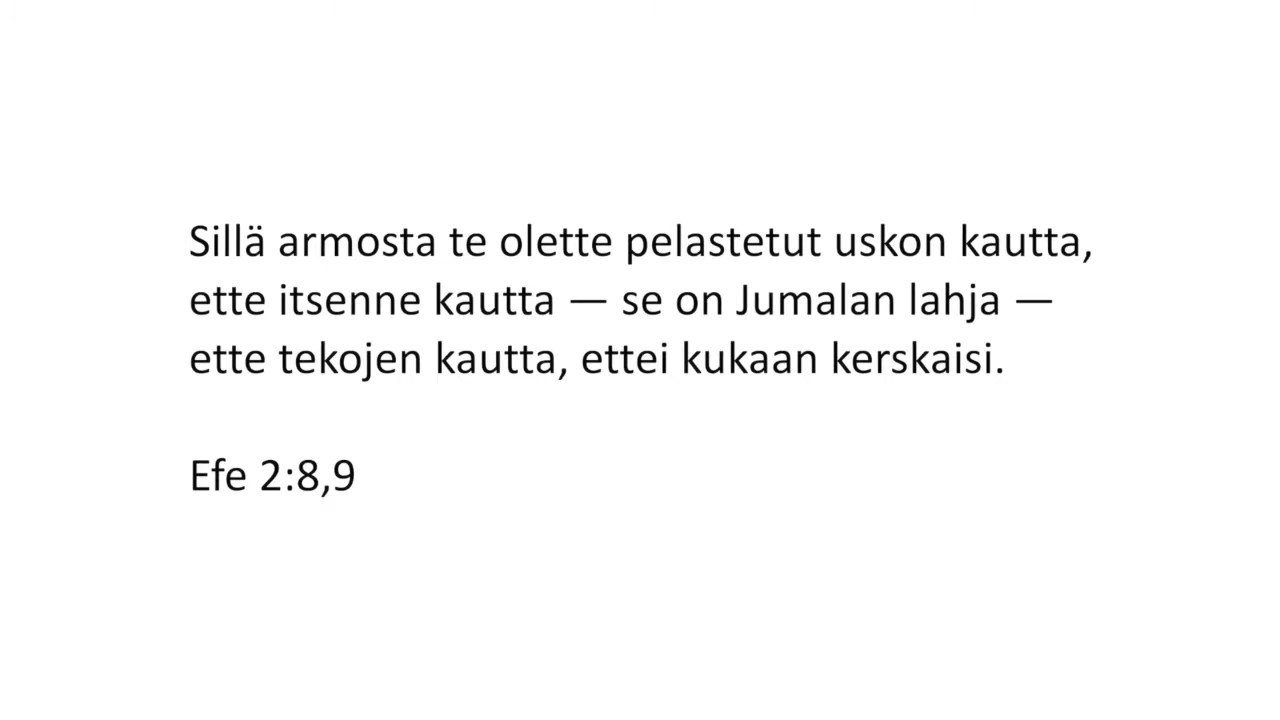 Sillä armosta te olette pelastetut uskon kautta,
ette itsenne kautta — se on Jumalan lahja —
ette tekojen kautta, ettei kukaan kerskaisi.
Efe 2:8,9